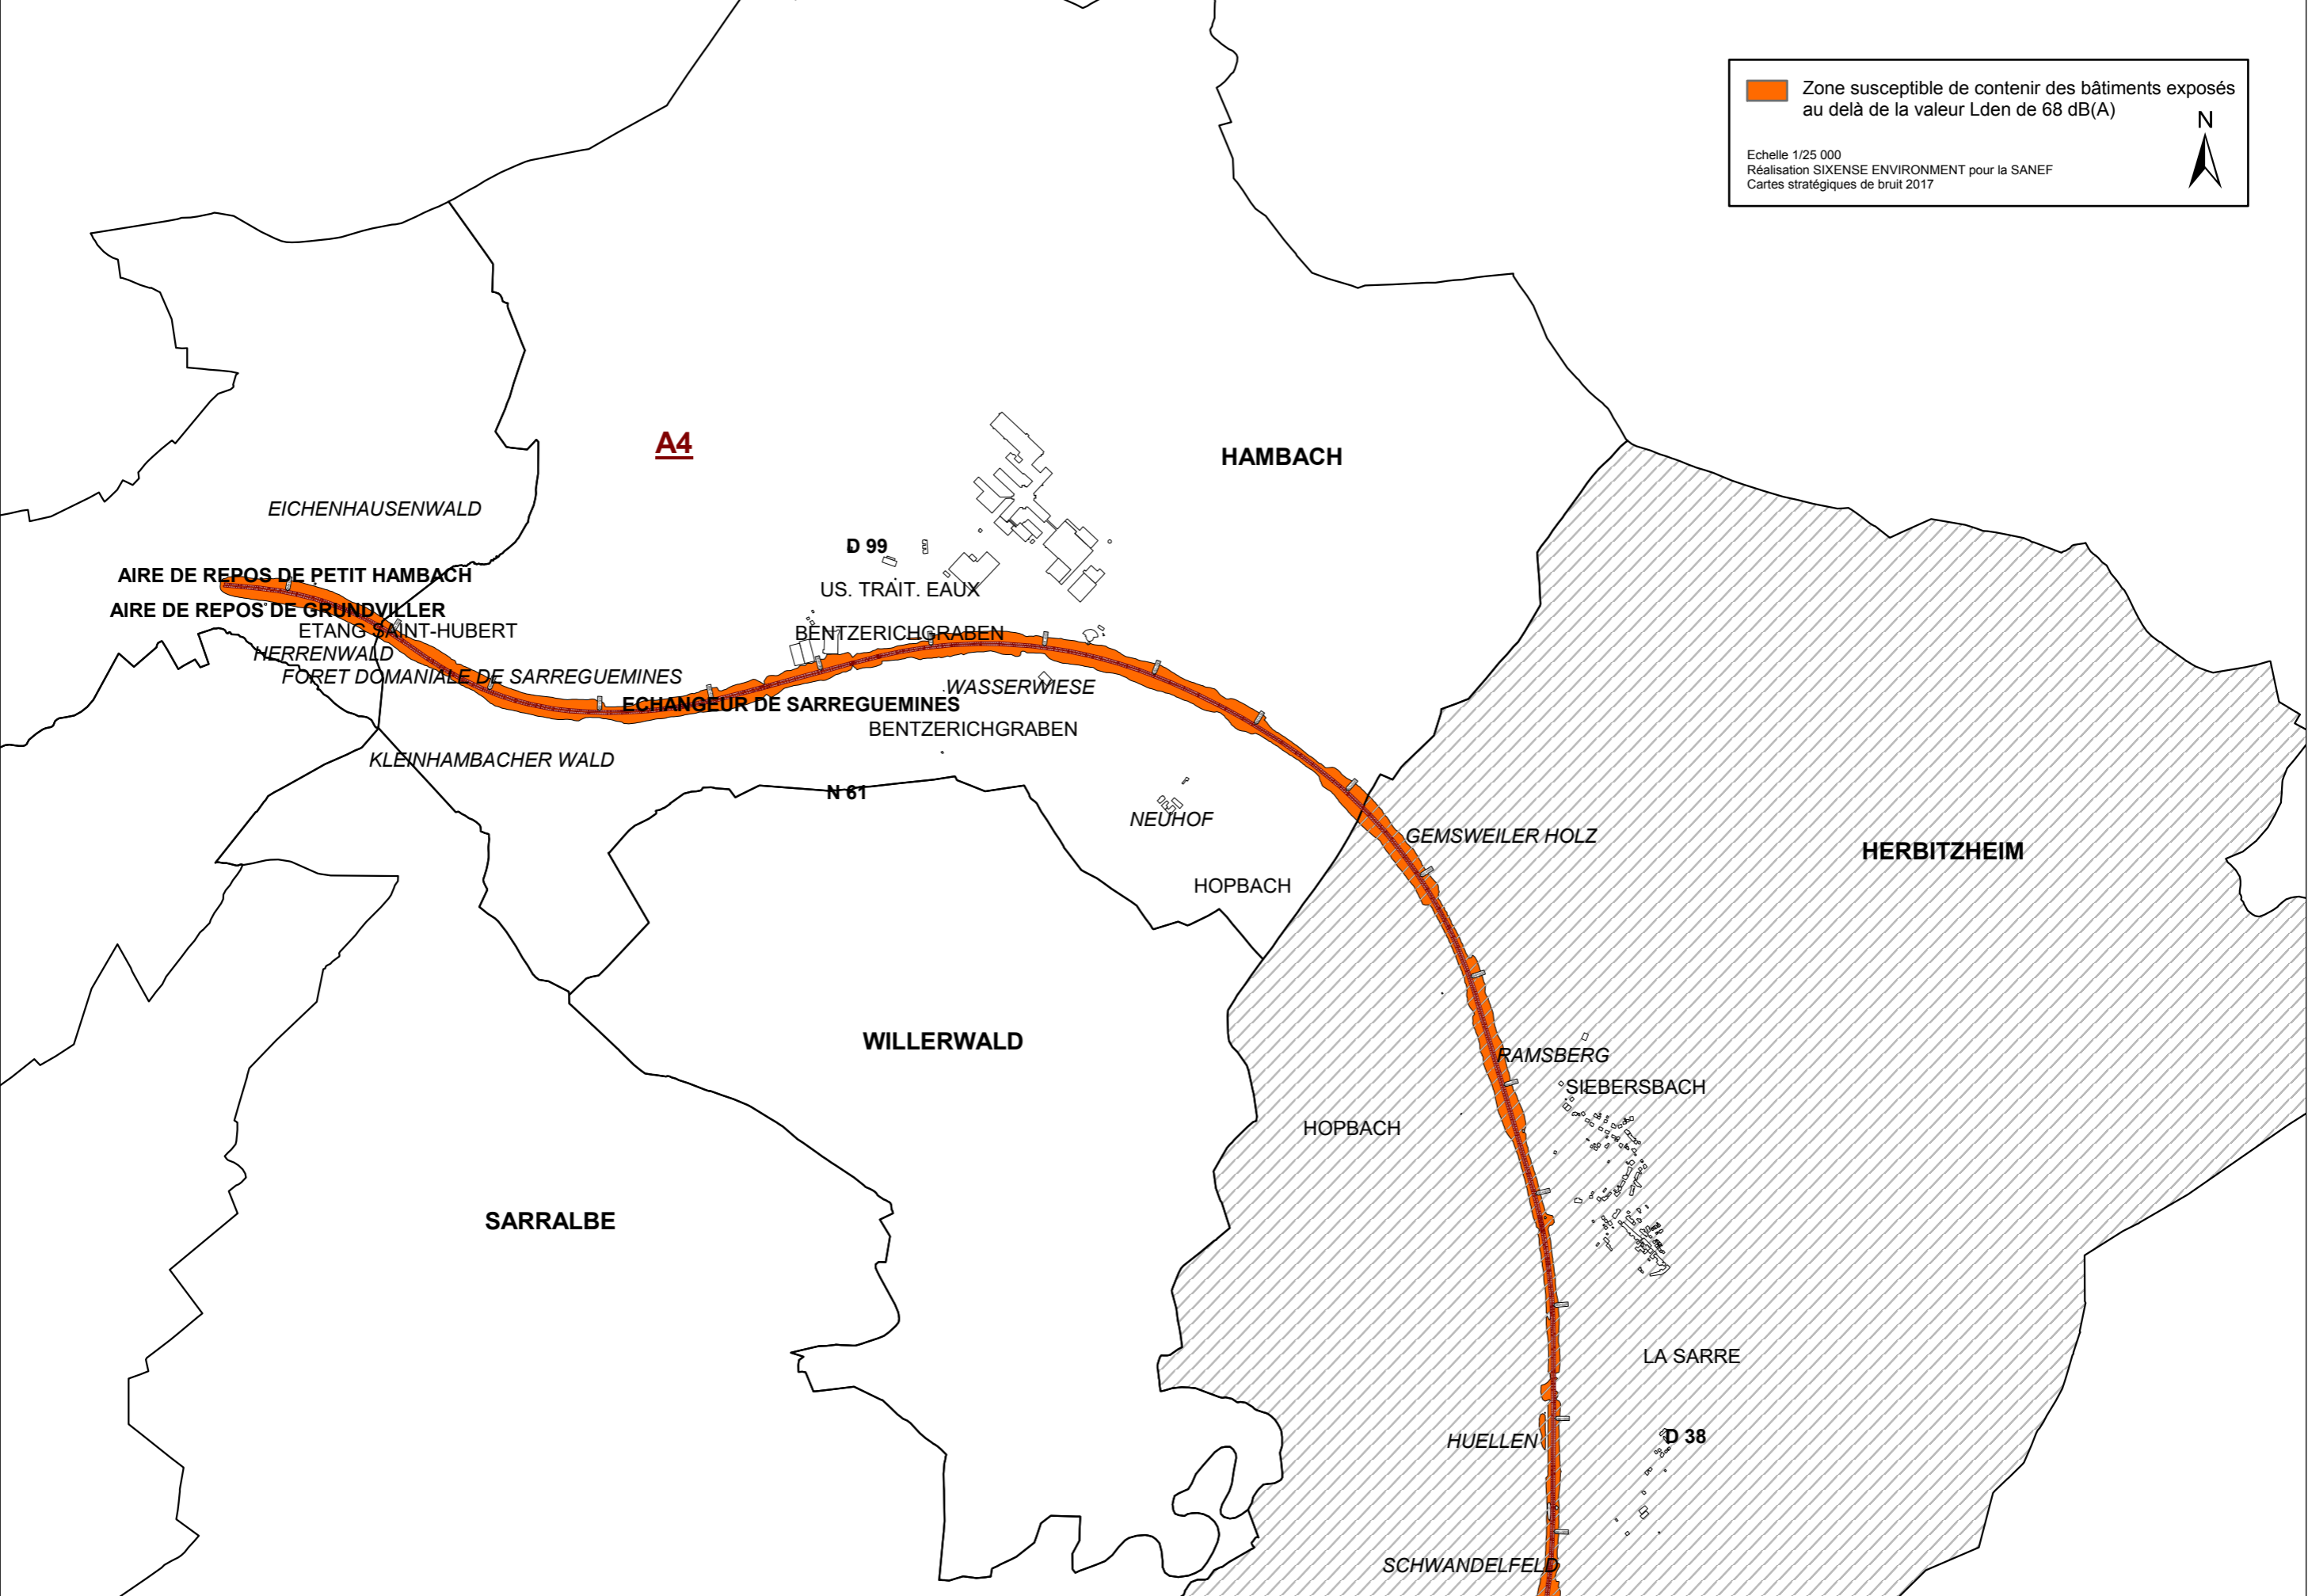 Zone susceptible de contenir des bâtiments exposés
au delà de la valeur Lden de 68 dB(A)
N
Echelle 1/25 000
Réalisation SIXENSE ENVIRONMENT pour la SANEF
Cartes stratégiques de bruit 2017
A4
HAMBACH
EICHENHAUSENWALD
D 99
AIRE DE REPOS DE PETIT HAMBACH
US. TRAIT. EAUX
AIRE DE REPOS DE GRUNDVILLER
ETANG SAINT-HUBERT
BENTZERICHGRABEN
HERRENWALD
FORET DOMANIALE DE SARREGUEMINES
WASSERWIESE
ECHANGEUR DE SARREGUEMINES
BENTZERICHGRABEN
KLEINHAMBACHER WALD
N 61
NEUHOF
GEMSWEILER HOLZ
HERBITZHEIM
HOPBACH
WILLERWALD
RAMSBERG
SIEBERSBACH
HOPBACH
SARRALBE
LA SARRE
HUELLEN
D 38
SCHWANDELFELD